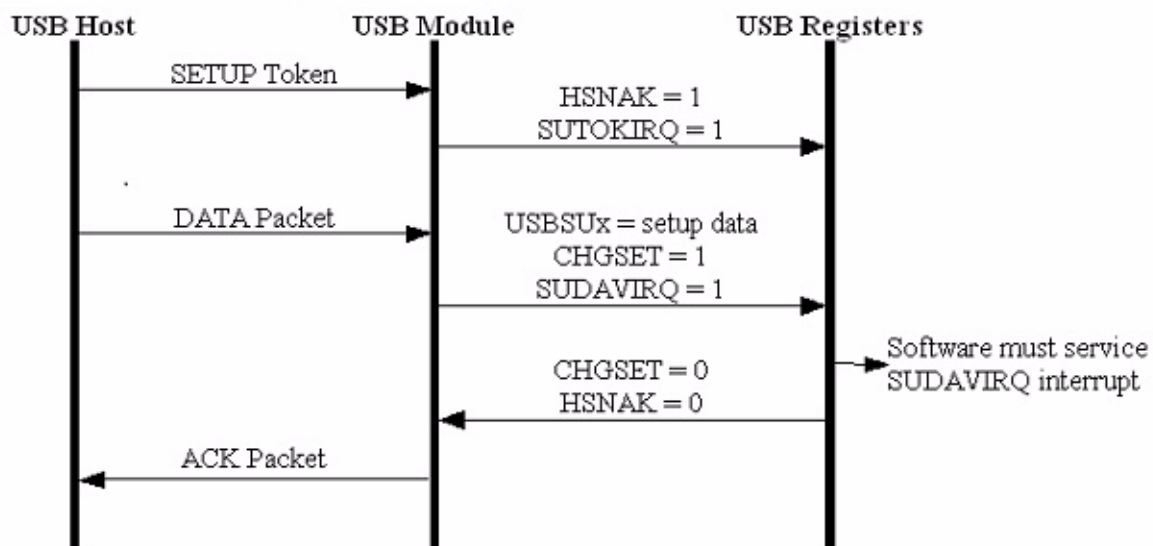 USB Host
USB Module
USB Registers
SETUP Token
HSNAK = 1
SUTOKIRQ = 1
DATA Packet
USBSUx = setup data
CHGSET = 1
SUDAVIRQ = 1
Software must service
SUDAVIRQ interrupt
CHGSET = 0
HSNAK = 0
ACK Packet